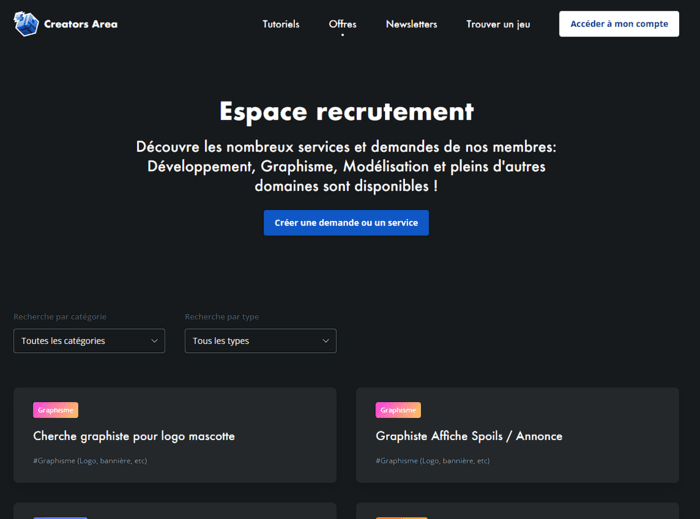 Creators Area
Tutoriels
Offres
Newsletters
Trouver un jeu
Accéder à mon compte
Espace recrutement
Découvre les nombreux services et demandes de nos membres:
Développement, Graphisme, Modélisation et pleins d'autres
domaines sont disponibles !
Créer une demande ou un service
Recherche par catégorie
Recherche par type
Toutes les catégories
Tous les types
Graphisme
Cherche graphiste pour logo mascotte
#Graphisme (Logo, bannière, etc)
Graphisme
Graphiste Affiche Spoils / Annonce
#Graphisme (Logo, bannière, etc)